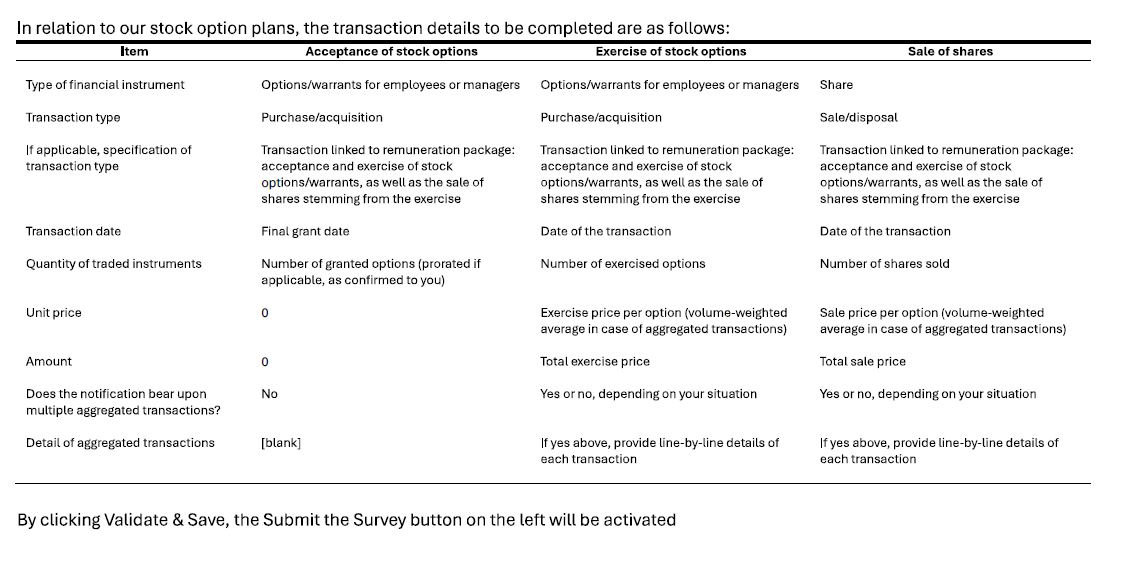 In relation to our stock option plans, the transaction details to be completed are as follows:
Item Acceptance of stock options Exercise of stock options Sale of shares
Type of financial instrument Options/warrants for employees or managers Options/warrants for employees or managers Share
Transaction type Purchase/acquisition Purchase/acquisition Sale/disposal
If applicable, specification of Transaction linked to remuneration package: Transaction linked to remuneration package: Transaction linked to remuneration package:
transaction type acceptance and exercise of stock acceptance and exercise of stock acceptance and exercise of stock
options/warrants, as well as the sale of options/warrants, as well as the sale of options/warrants, as well as the sale of
shares stemming from the exercise shares stemming from the exercise shares stemming from the exercise
Transaction date Final grant date Date of the transaction Date of the transaction
Quantity of traded instruments Number of granted options (prorated if Number of exercised options Number of shares sold
applicable, as confirmed to you)
Unit price 0 Exercise price per option (volume-weighted Sale price per option (volume-weighted
average in case of aggregated transactions) average in case of aggregated transactions)
Amount 0 Total exercise price Total sale price
Does the notification bear upon No Yes or no, depending on your situation Yes or no, depending on your situation
multiple aggregated transactions?
Detail of aggregated transactions [blank] If yes above, provide line-by-line details of If yes above, provide line-by-line details of
each transaction each transaction
By clicking Validate & Save, the Submit the Survey button on the left will be activated